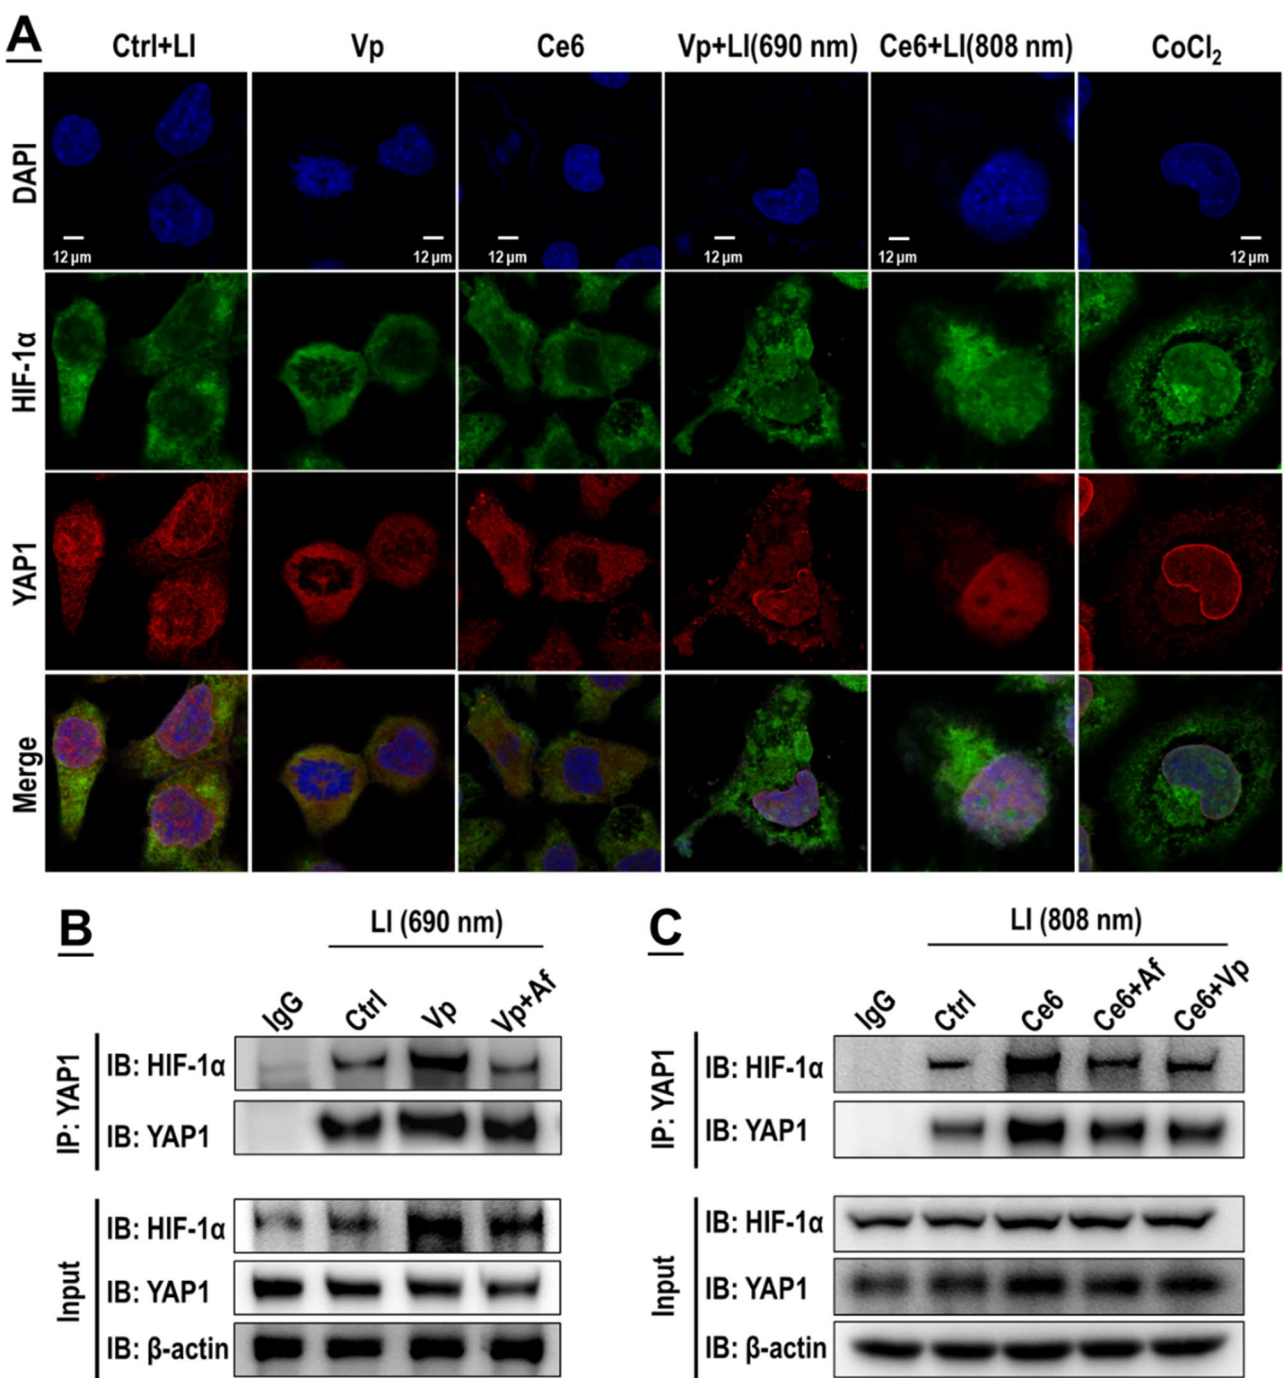 A
Ctrl+LI Vp Ce6 Vp+LI(690 nm) Ce6+LI(808 nm) CoCl₂
DAPI
12 μm 12 μm 12 μm 12 μm 12 μm 12 μm
HIF-1α
YAP1
Merge
B
LI (690 nm)
IgG Ctrl Vp Vp+Af
IP: YAP1
IB: HIF-1α
IB: YAP1
Input
IB: HIF-1α
IB: YAP1
IB: β-actin
C
LI (808 nm)
IgG Ctrl Ce6 Ce6+Af Ce6+Vp
IP: YAP1
IB: HIF-1α
IB: YAP1
Input
IB: HIF-1α
IB: YAP1
IB: β-actin